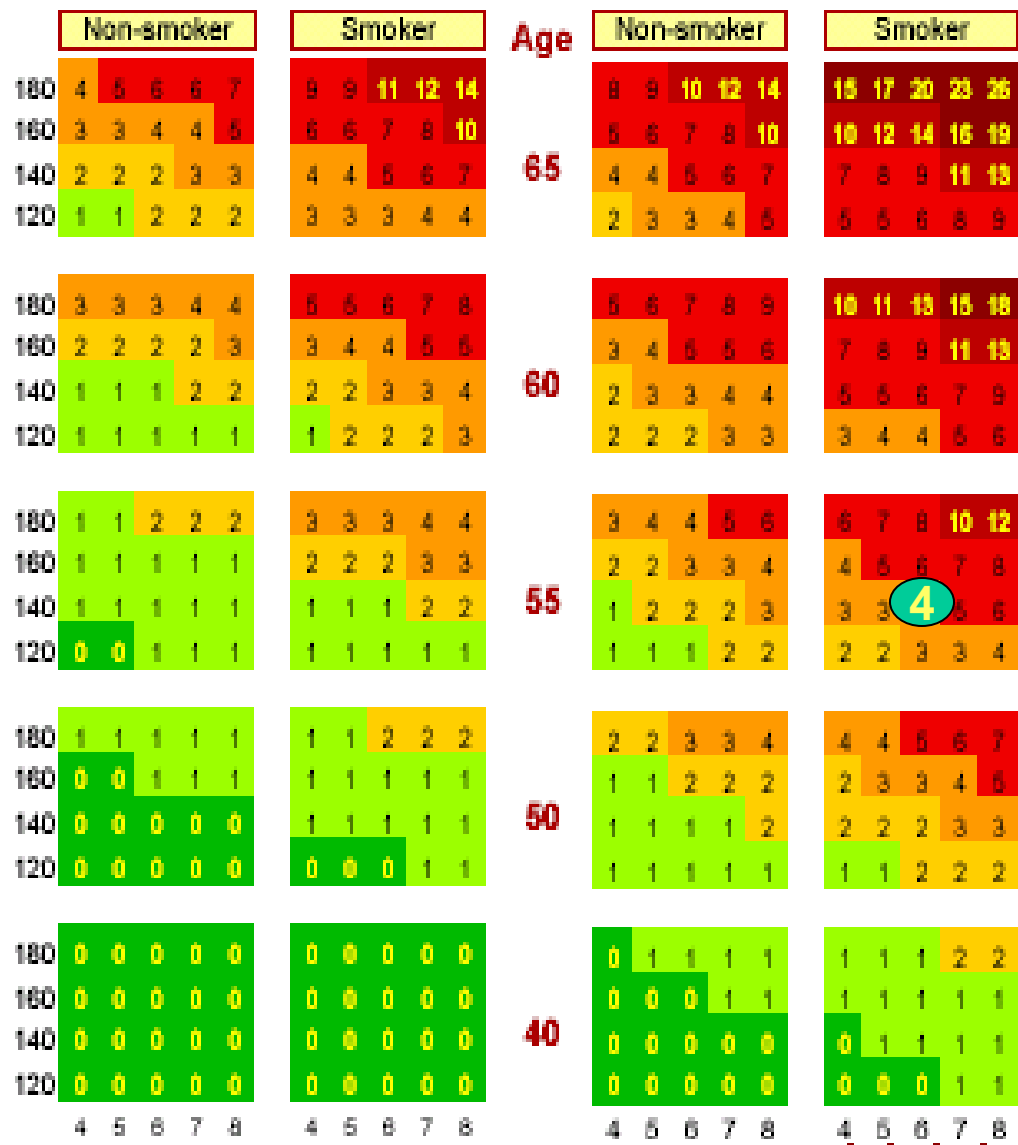 Non-smoker Smoker Age Non-smoker Smoker
180 4 5 6 6 7 9 9 11 12 14 8 9 10 12 14 15 17 20 23 26
160 3 3 4 4 5 6 6 7 8 10 5 6 7 8 10 10 12 14 16 19
65
140 2 2 2 3 3 4 4 5 6 7 4 4 5 6 7 7 8 9 11 13
120 1 1 2 2 2 3 3 3 4 4 2 3 3 4 5 5 5 6 8 9
180 3 3 3 4 4 5 5 6 7 8 5 6 7 8 9 10 11 13 15 18
160 2 2 2 2 3 3 4 4 5 5 3 4 5 5 6 7 8 9 11 13
60
140 1 1 1 2 2 2 2 3 3 4 2 3 3 4 4 5 5 6 7 9
120 1 1 1 1 1 1 2 2 2 3 2 2 2 3 3 3 4 4 5 6
180 1 1 2 2 2 3 3 3 4 4 3 4 4 5 6 6 7 8 10 12
160 1 1 1 1 1 2 2 2 3 3 2 2 3 3 4 4 5 6 7 8
55
140 1 1 1 1 1 1 1 1 2 2 1 2 2 2 3 3 3 4 5 6
120 0 0 1 1 1 1 1 1 1 1 1 1 1 2 2 2 2 3 3 4
180 1 1 1 1 1 1 1 2 2 2 2 2 3 3 4 4 4 5 6 7
160 0 0 1 1 1 1 1 1 1 1 1 1 2 2 2 2 3 3 4 5
50
140 0 0 0 0 0 1 1 1 1 1 1 1 1 1 2 2 2 2 3 3
120 0 0 0 0 0 0 0 0 1 1 1 1 1 1 1 1 1 2 2 2
180 0 0 0 0 0 0 0 0 0 0 0 1 1 1 1 1 1 1 2 2
160 0 0 0 0 0 0 0 0 0 0 0 0 0 1 1 1 1 1 1 1
40
140 0 0 0 0 0 0 0 0 0 0 0 0 0 0 0 0 1 1 1 1
120 0 0 0 0 0 0 0 0 0 0 0 0 0 0 0 0 0 0 1 1
4 5 6 7 8 4 5 6 7 8 4 5 6 7 8 4 5 6 7 8